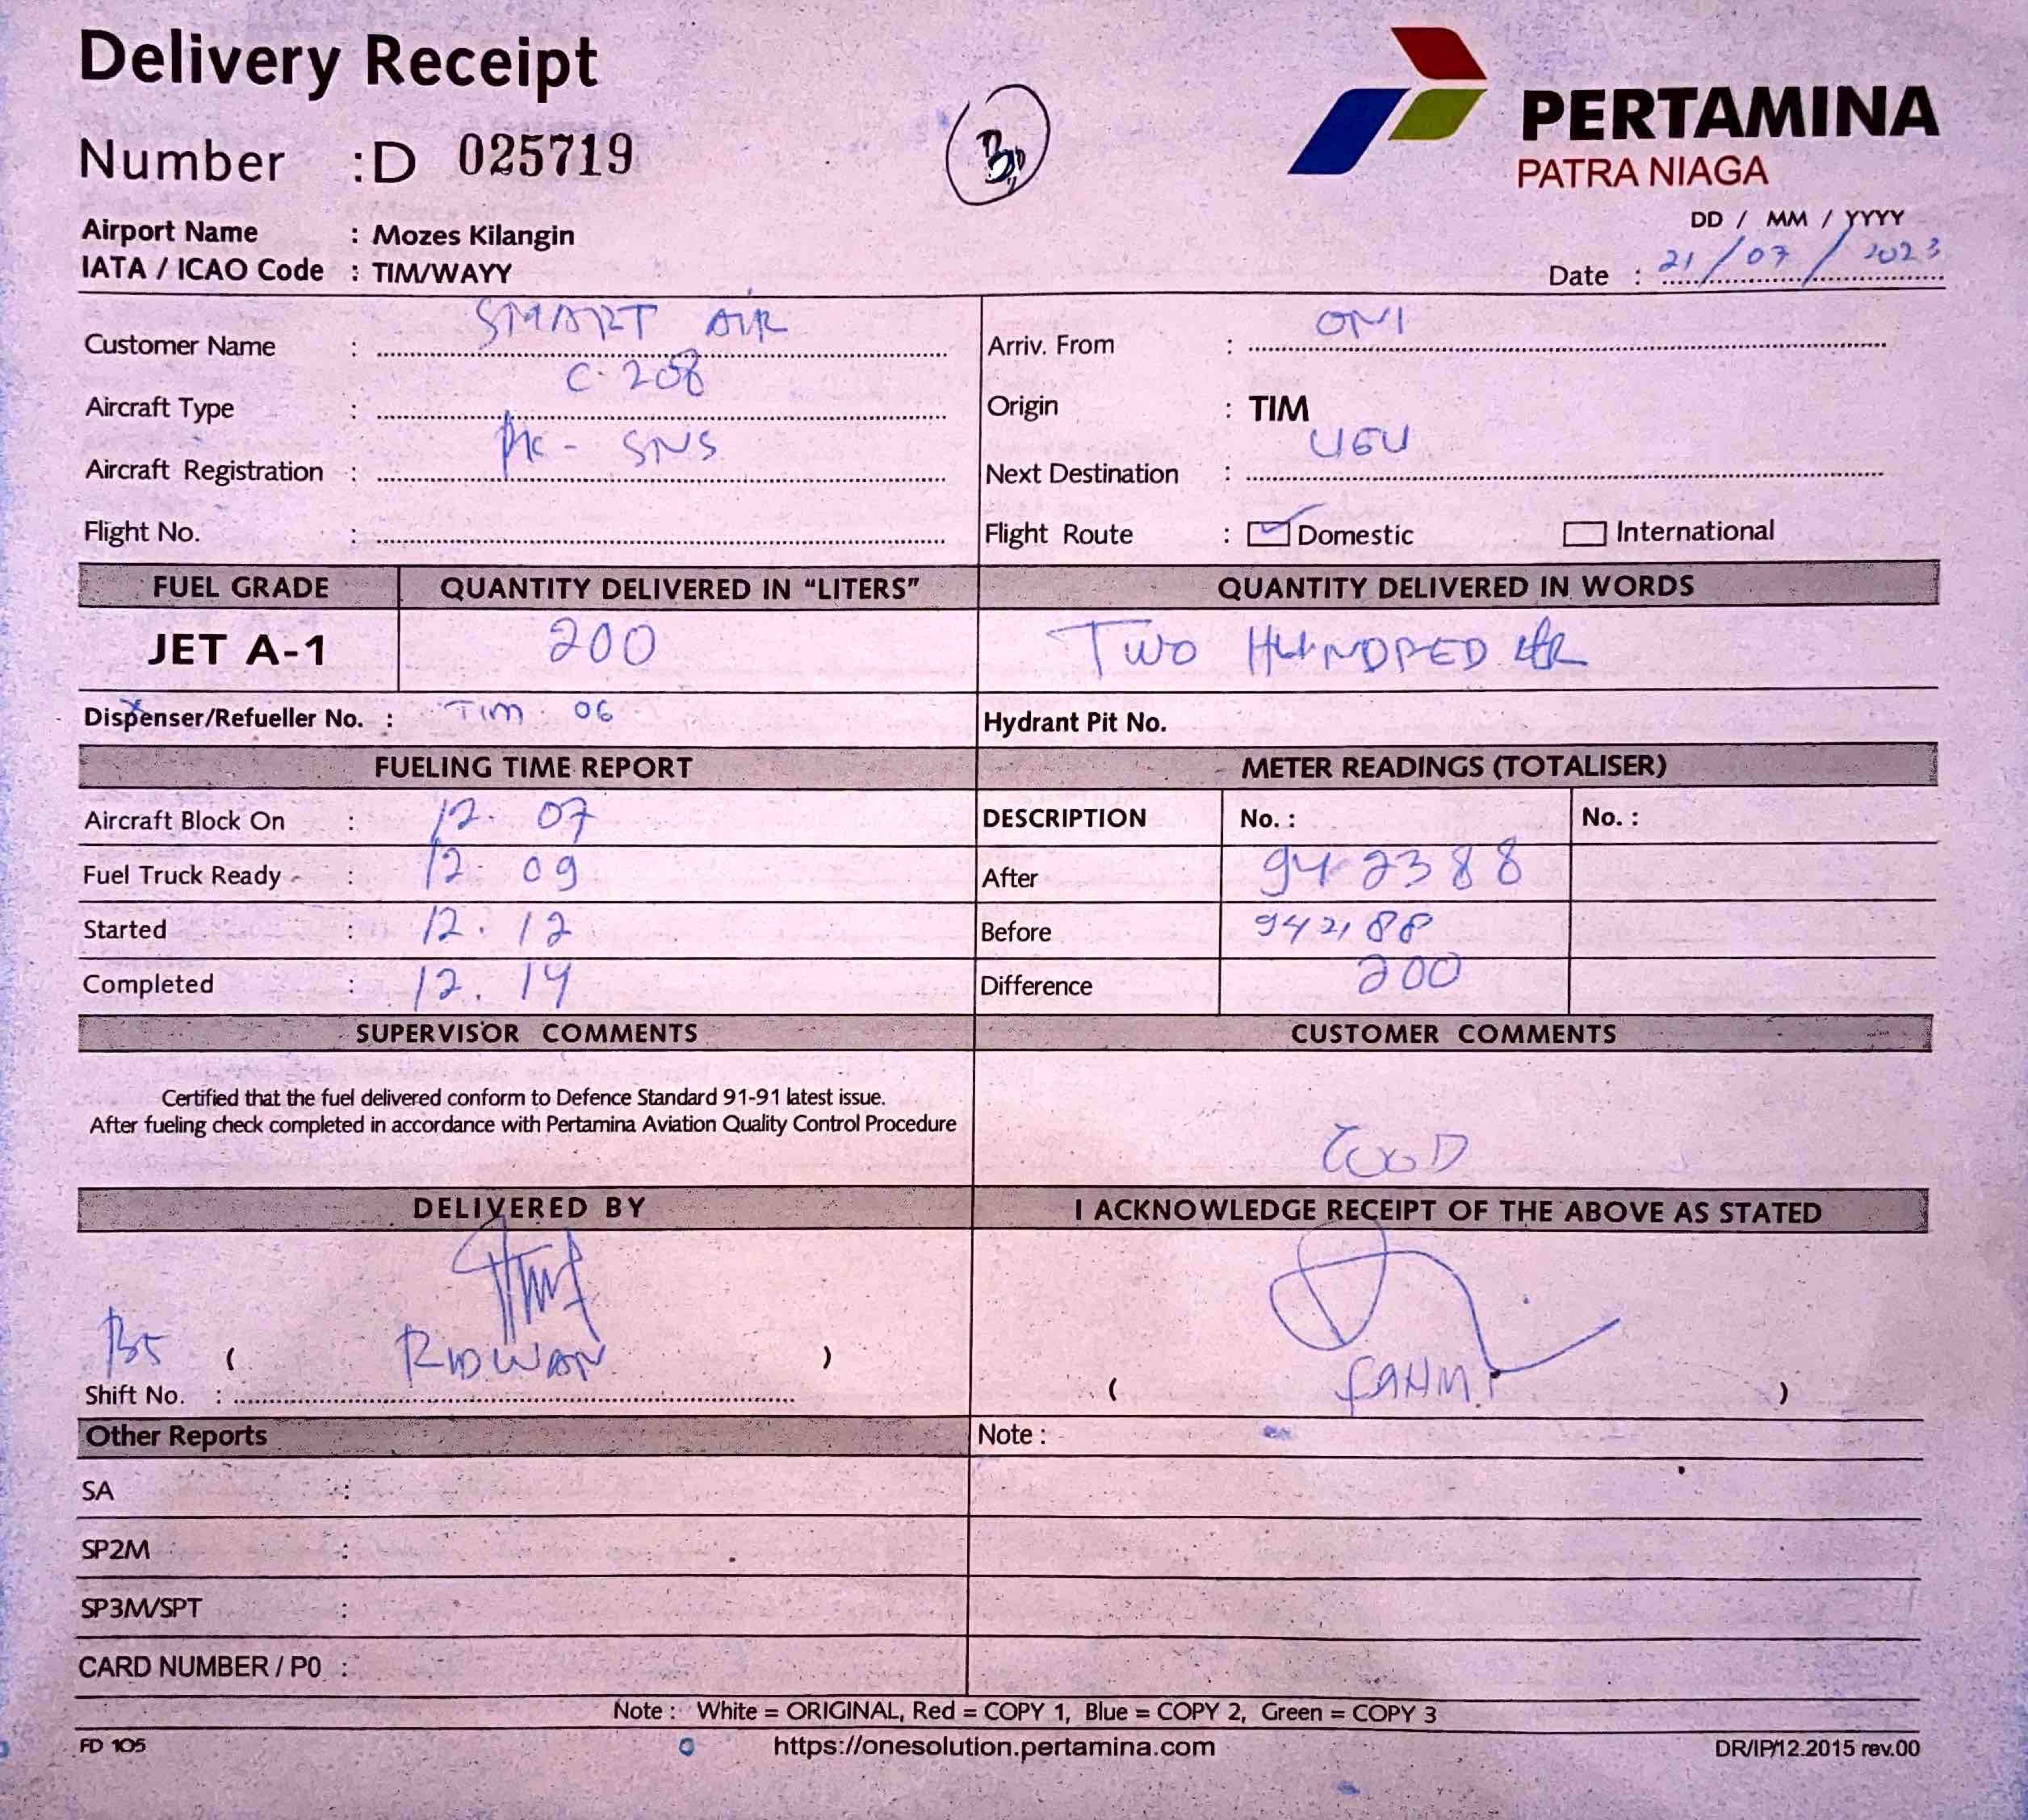 Delivery Receipt
Number :D 025719
PERTAMINA
PATRA NIAGA
Airport Name : Mozes Kilangin
IATA / ICAO Code : TIM/WAYY
DD / MM / YYYY
Date : 21/07/2023
Customer Name : SMART AIR
Arriv. From :
Aircraft Type : C. 208
Origin : TIM
Aircraft Registration : PK - SNS
Next Destination :
Flight No. :
Flight Route : Domestic International
FUEL GRADE QUANTITY DELIVERED IN “LITERS” QUANTITY DELIVERED IN WORDS
JET A-1 200 TWO HUNDRED
Dispenser/Refueller No. : TIM 06 Hydrant Pit No.
FUELING TIME REPORT METER READINGS (TOTALISER)
Aircraft Block On : 12. 07 DESCRIPTION No. : No. :
Fuel Truck Ready : 12. 09 After 942388
Started : 12. 12 Before 942188
Completed : 12. 14 Difference 200
SUPERVISOR COMMENTS CUSTOMER COMMENTS
Certified that the fuel delivered conform to Defence Standard 91-91 latest issue.
After fueling check completed in accordance with Pertamina Aviation Quality Control Procedure
GOOD
DELIVERED BY I ACKNOWLEDGE RECEIPT OF THE ABOVE AS STATED
( RIDWAN ) ( FAHMI )
Shift No. :
Other Reports Note :
SA :
SP2M :
SP3M/SPT :
CARD NUMBER / P0 :
Note : White = ORIGINAL, Red = COPY 1, Blue = COPY 2, Green = COPY 3
FD 105 https://onesolution.pertamina.com DR/IP/12.2015 rev.00